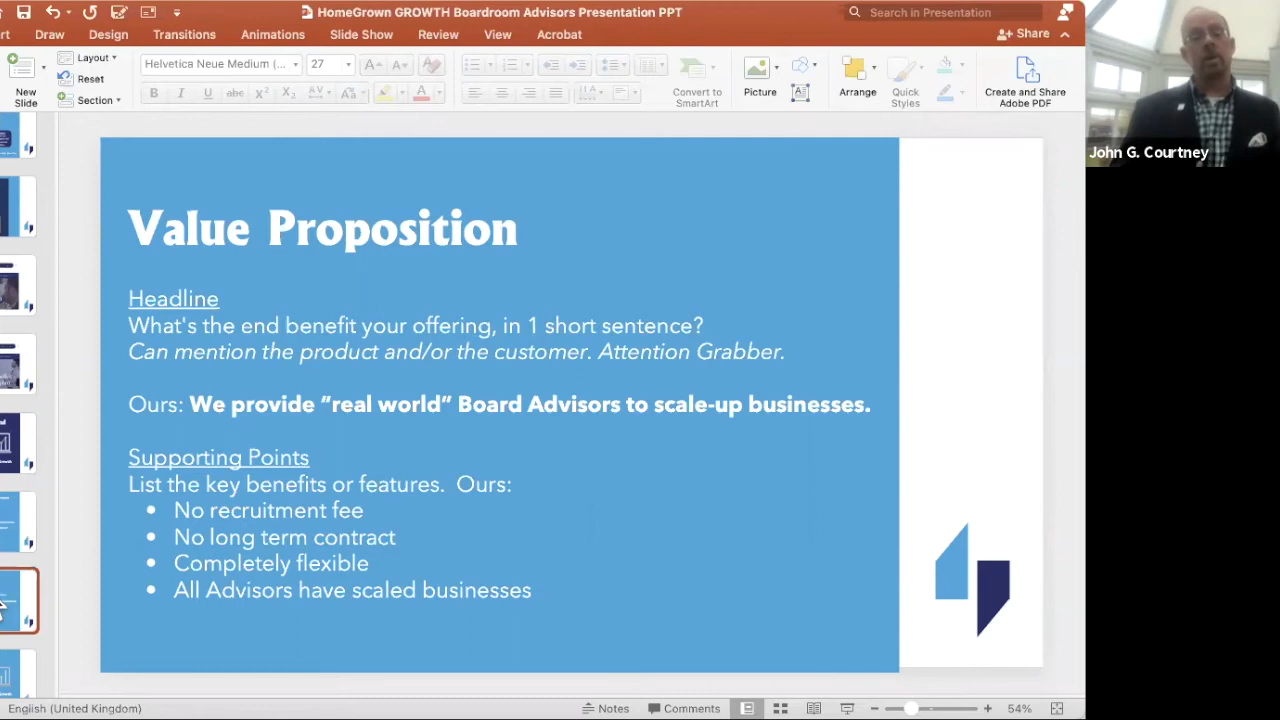 HomeGrown GROWTH Boardroom Advisors Presentation PPT
Search in Presentation
rt
Draw
Design
Transitions
Animations
Slide Show
Review
View
Acrobat
Share
New
Slide
Layout
Reset
Section
Helvetica Neue Medium (...
27
Convert to
SmartArt
Picture
Arrange
Quick
Styles
Create and Share
Adobe PDF
John G. Courtney
Value Proposition
Headline
What's the end benefit your offering, in 1 short sentence?
Can mention the product and/or the customer. Attention Grabber.
Ours: We provide “real world” Board Advisors to scale-up businesses.
Supporting Points
List the key benefits or features. Ours:
• No recruitment fee
• No long term contract
• Completely flexible
• All Advisors have scaled businesses
English (United Kingdom)
Notes
Comments
54%